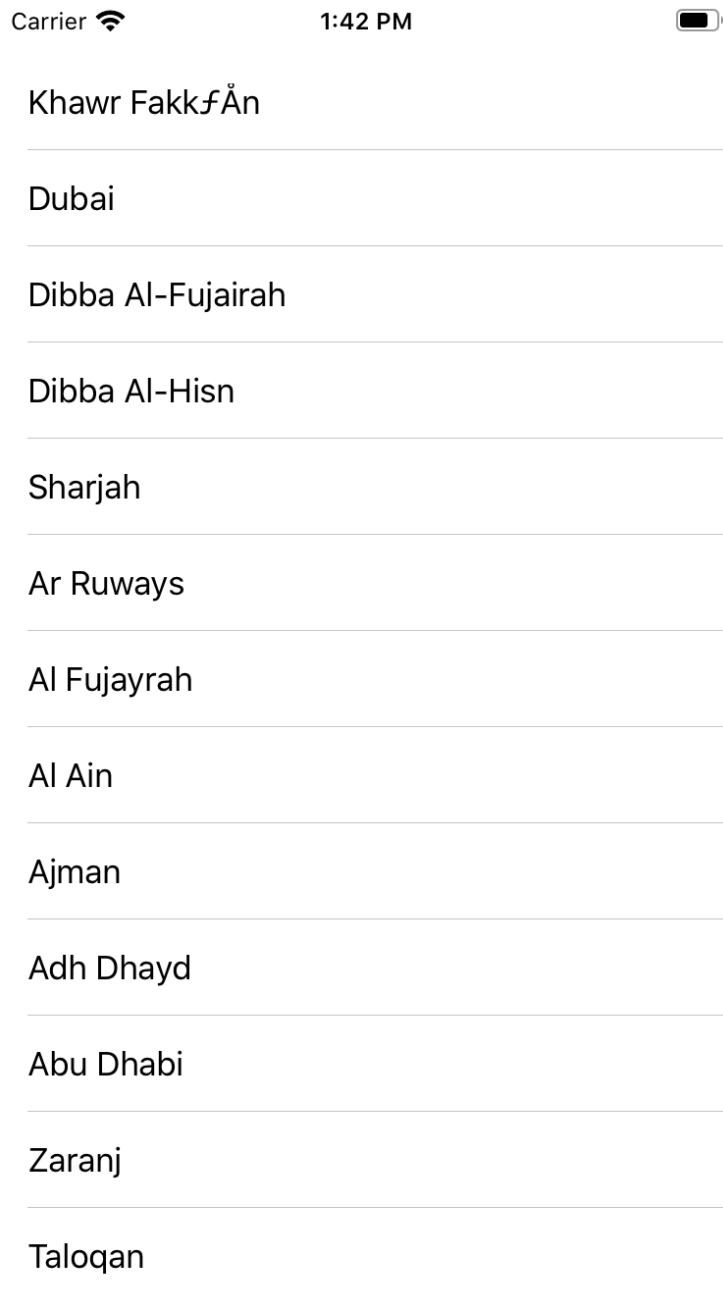 Carrier 1:42 PM
Khawr FakkƒÅn
Dubai
Dibba Al-Fujairah
Dibba Al-Hisn
Sharjah
Ar Ruways
Al Fujayrah
Al Ain
Ajman
Adh Dhayd
Abu Dhabi
Zaranj
Taloqan